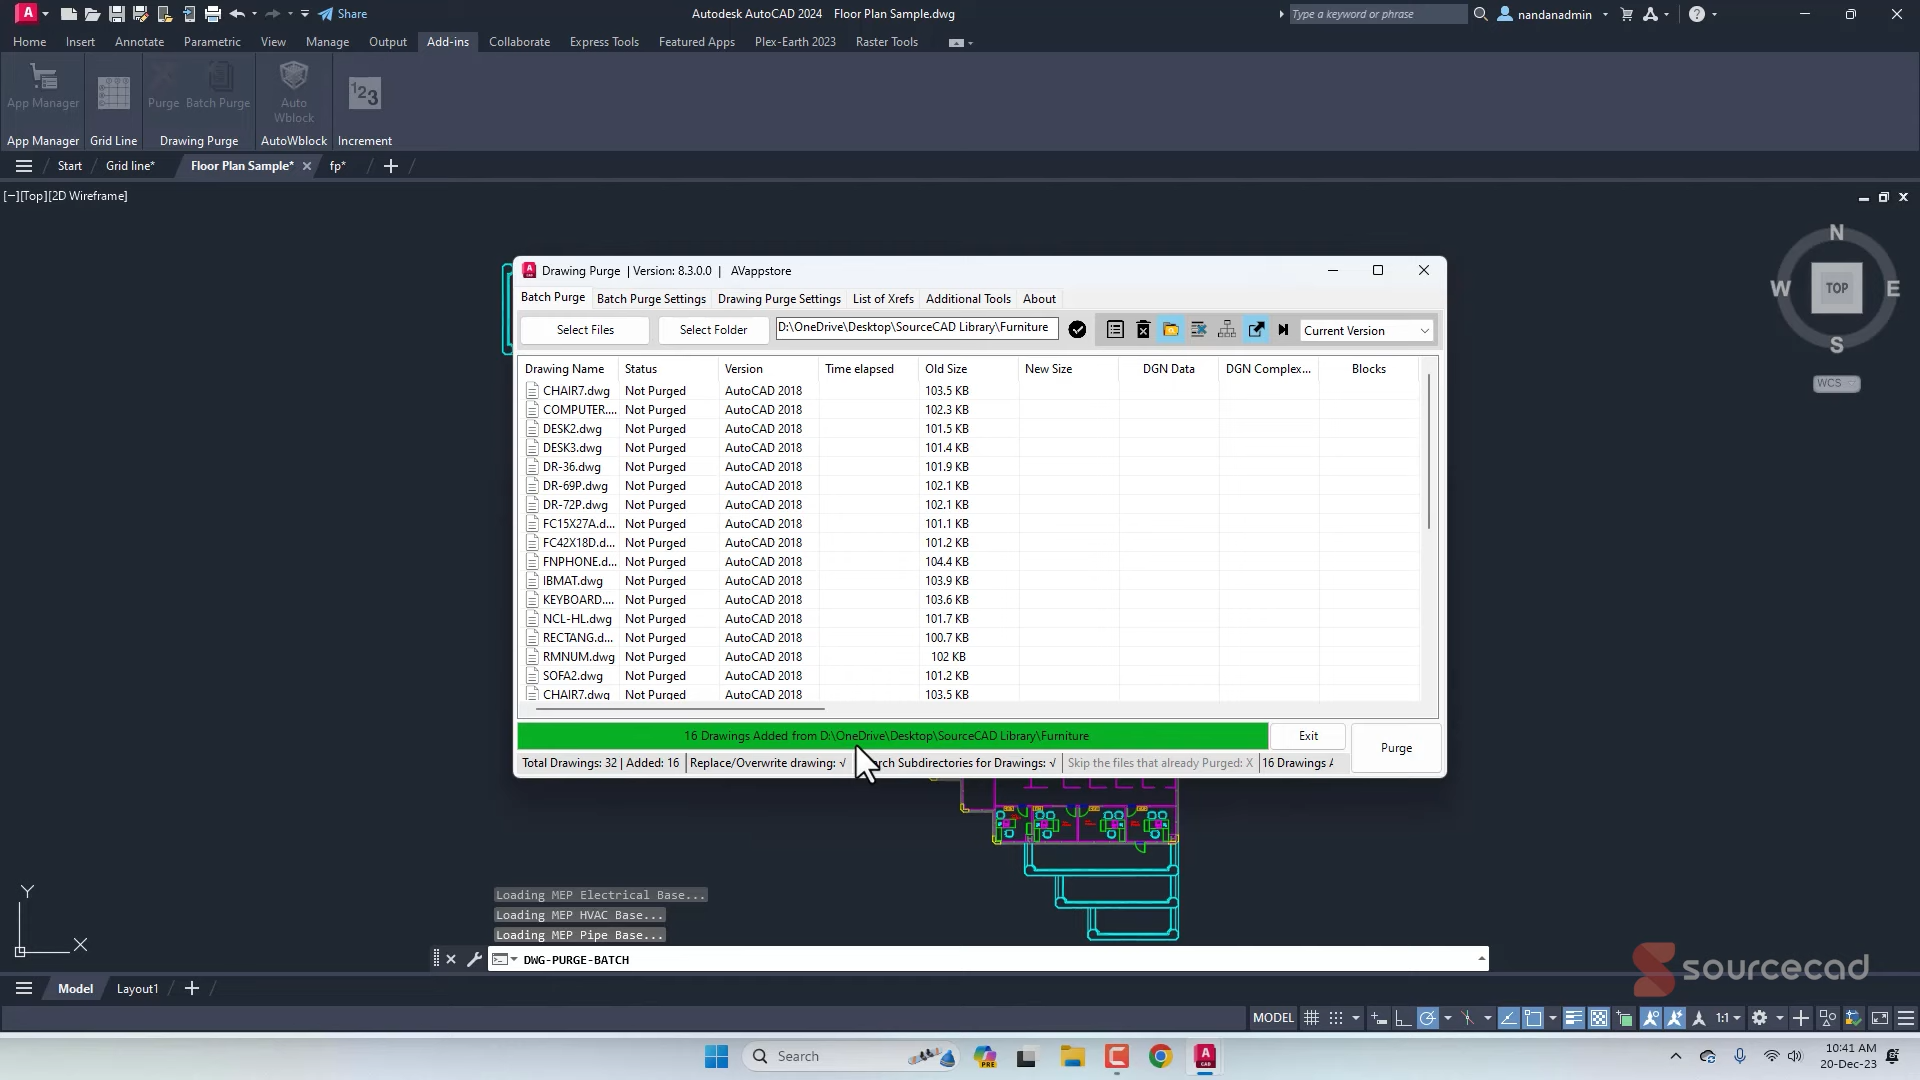 Share
Autodesk AutoCAD 2024 Floor Plan Sample.dwg
Type a keyword or phrase
nandanadmin
Home Insert Annotate Parametric View Manage Output Add-ins Collaborate Express Tools Featured Apps Plex-Earth 2023 Raster Tools
App Manager Purge Batch Purge Auto Wblock 123
App Manager Grid Line Drawing Purge AutoWblock Increment
Start Grid line* Floor Plan Sample* fp*
[−][Top][2D Wireframe]
N
W TOP E
S
WCS
Drawing Purge | Version: 8.3.0.0 | AVappstore
Batch Purge Batch Purge Settings Drawing Purge Settings List of Xrefs Additional Tools About
Select Files Select Folder D:\OneDrive\Desktop\SourceCAD Library\Furniture Current Version
Drawing Name Status Version Time elapsed Old Size New Size DGN Data DGN Complex... Blocks
CHAIR7.dwg Not Purged AutoCAD 2018 103.5 KB
COMPUTER.... Not Purged AutoCAD 2018 102.3 KB
DESK2.dwg Not Purged AutoCAD 2018 101.5 KB
DESK3.dwg Not Purged AutoCAD 2018 101.4 KB
DR-36.dwg Not Purged AutoCAD 2018 101.9 KB
DR-69P.dwg Not Purged AutoCAD 2018 102.1 KB
DR-72P.dwg Not Purged AutoCAD 2018 102.1 KB
FC15X27A.d... Not Purged AutoCAD 2018 101.1 KB
FC42X18D.d... Not Purged AutoCAD 2018 101.2 KB
FNPHONE.d... Not Purged AutoCAD 2018 104.4 KB
IBMAT.dwg Not Purged AutoCAD 2018 103.9 KB
KEYBOARD.... Not Purged AutoCAD 2018 103.6 KB
NCL-HL.dwg Not Purged AutoCAD 2018 101.7 KB
RECTANG.d... Not Purged AutoCAD 2018 100.7 KB
RMNUM.dwg Not Purged AutoCAD 2018 102 KB
SOFA2.dwg Not Purged AutoCAD 2018 101.2 KB
CHAIR7.dwg Not Purged AutoCAD 2018 103.5 KB
16 Drawings Added from D:\OneDrive\Desktop\SourceCAD Library\Furniture Exit Purge
Total Drawings: 32 | Added: 16 Replace/Overwrite drawing: √ rch Subdirectories for Drawings: √ Skip the files that already Purged: X 16 Drawings A
Loading MEP Electrical Base...
Loading MEP HVAC Base...
Loading MEP Pipe Base...
Y
X
DWG-PURGE-BATCH
sourcecad
Model Layout1
MODEL 1:1
Search
PRE
10:41 AM
20-Dec-23